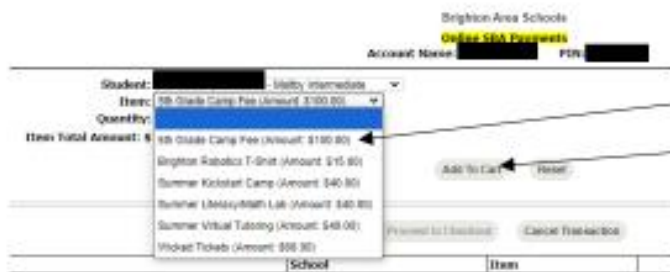 Brighton Area Schools
Online SBA Payments
Account Name: PIN:
Student: - Maltby Intermediate
Item: 5th Grade Camp Fee (Amount: $100.00)
Quantity:
Item Total Amount: $
5th Grade Camp Fee (Amount: $100.00)
Brighton Robotics T-Shirt (Amount: $15.00)
Summer Kickstart Camp (Amount: $40.00)
Summer Literacy/Math Lab (Amount: $40.00)
Summer Virtual Tutoring (Amount: $40.00)
Wicked Tickets (Amount: $80.00)
Add To Cart Reset
Proceed to Checkout Cancel Transaction
School Item